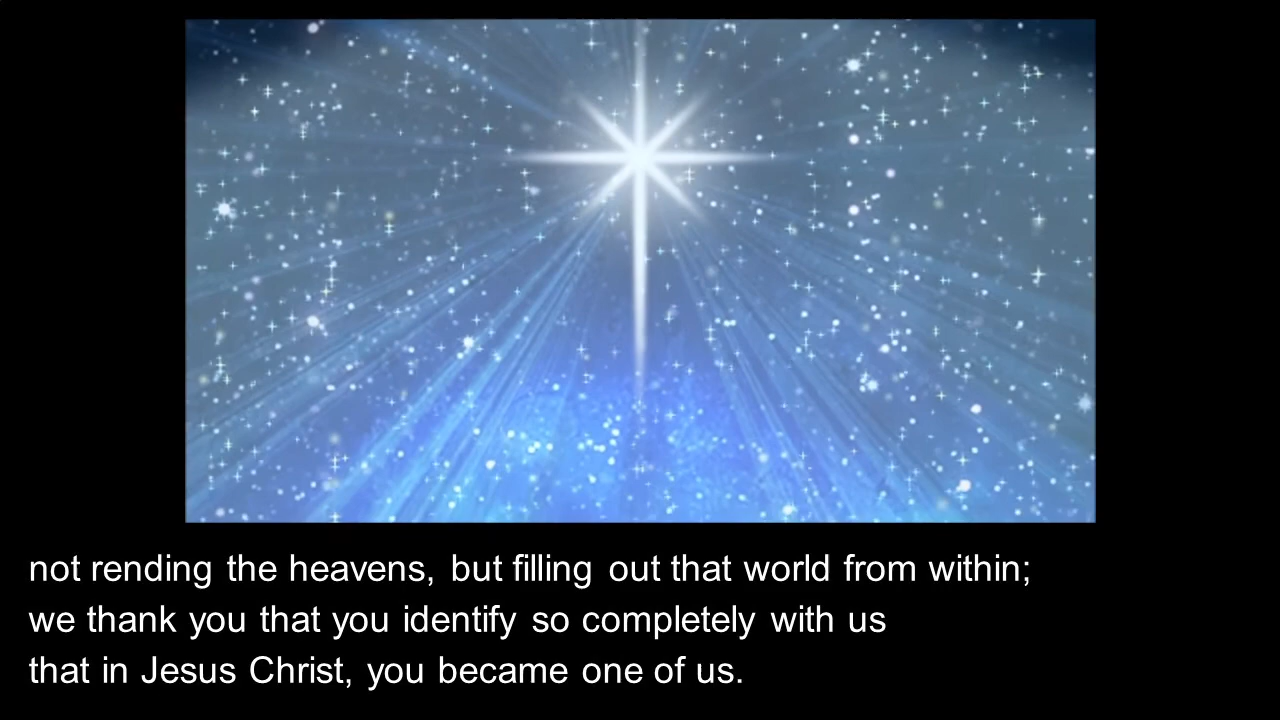 not rending the heavens, but filling out that world from within;
we thank you that you identify so completely with us
that in Jesus Christ, you became one of us.